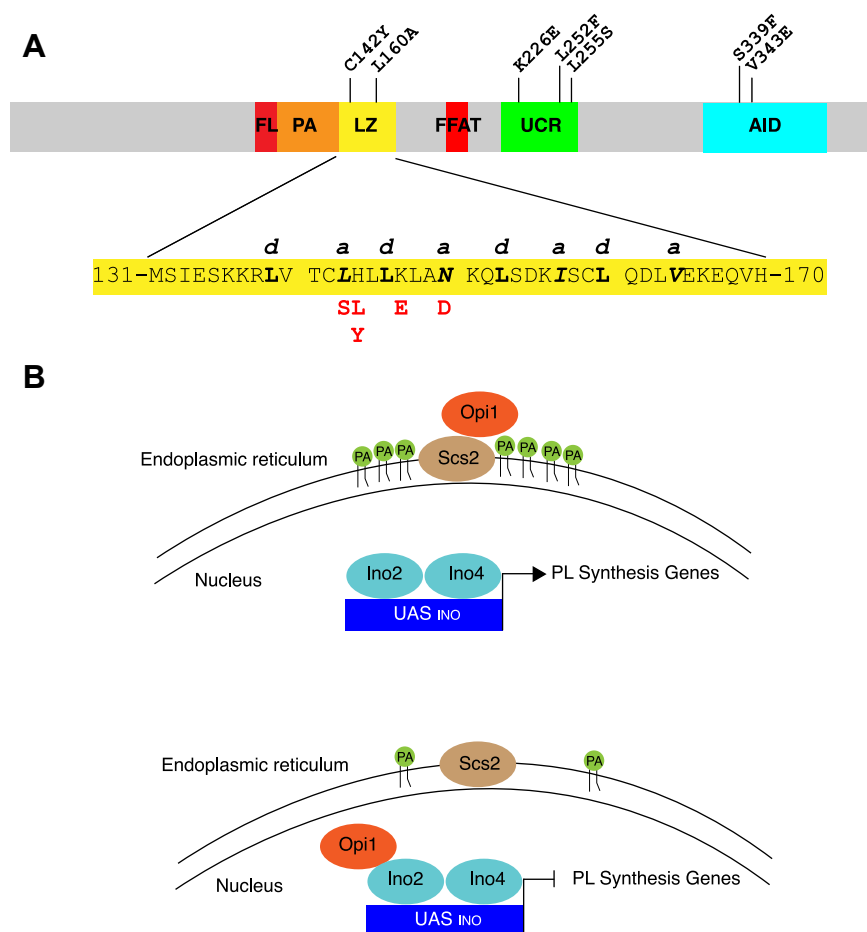 A
C142Y L160A K226E L252F L255S S339F V343E
FL PA LZ FFAT UCR AID
d a d a d a d a
131-MSIESKKRLV TCLHLLKLAN KQLSDKISCL QDLVEKEQVH-170
SL E D
Y
B
Opi1
PA PA PA Scs2 PA PA PA PA
Endoplasmic reticulum
Nucleus Ino2 Ino4 PL Synthesis Genes
UAS INO
Endoplasmic reticulum PA Scs2 PA
Opi1
Nucleus Ino2 Ino4 PL Synthesis Genes
UAS INO